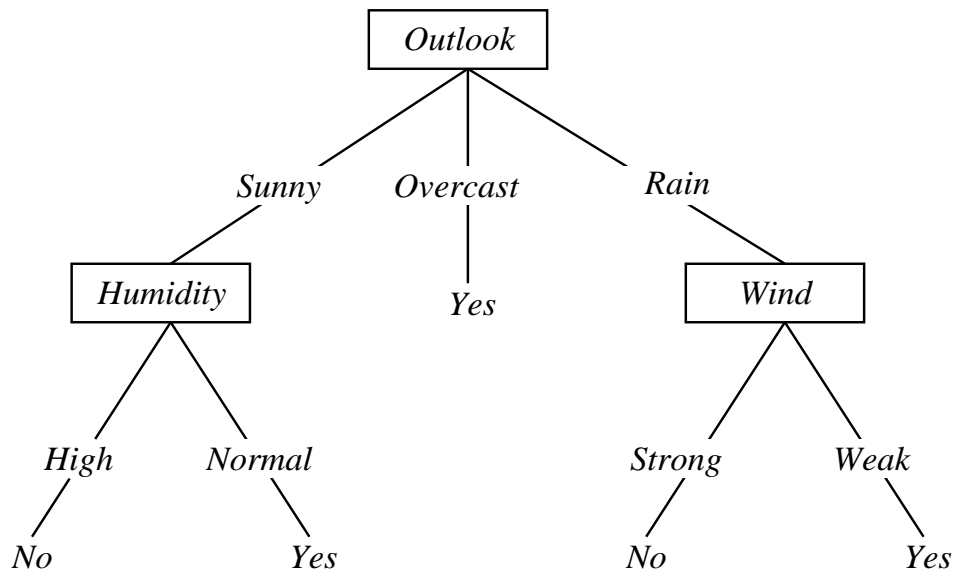 Outlook
Sunny Overcast Rain
Humidity Yes Wind
High Normal Strong Weak
No Yes No Yes